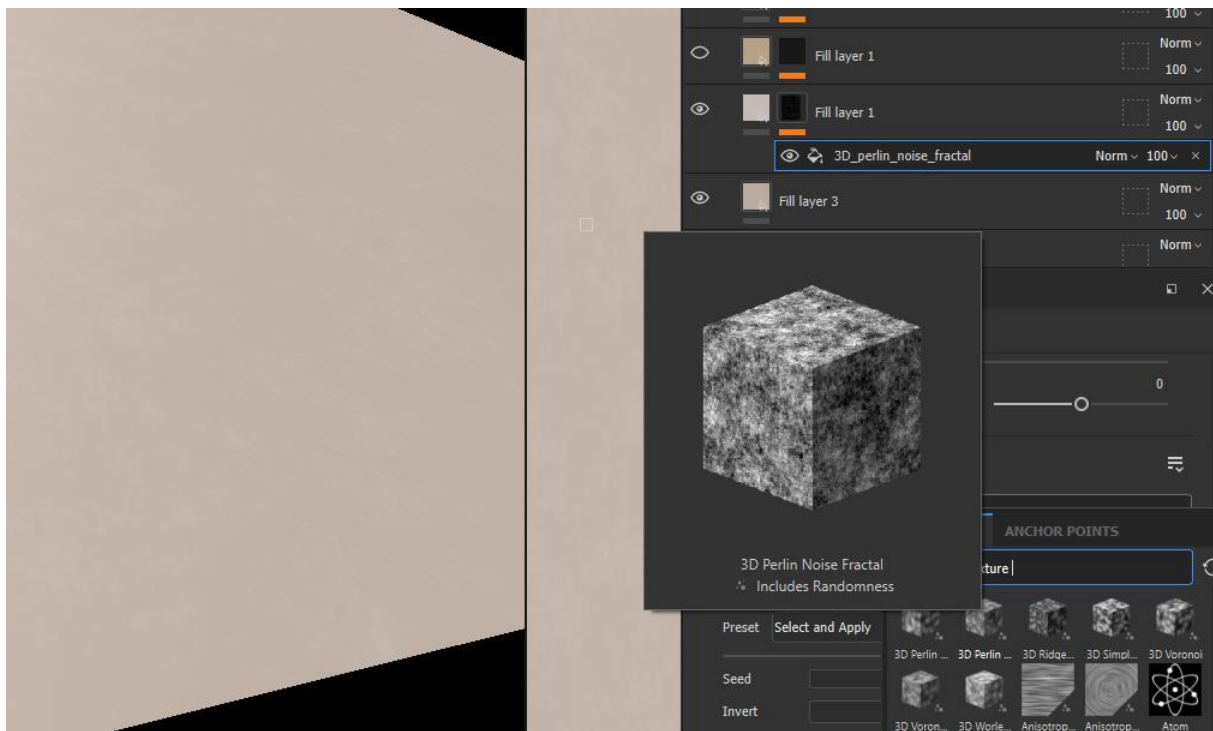 100
Norm
Fill layer 1
100
Norm
Fill layer 1
100
3D_perlin_noise_fractal Norm 100
Norm
Fill layer 3
100
Norm
0
ANCHOR POINTS
3D Perlin Noise Fractal
Includes Randomness
xture
Preset Select and Apply
3D Perlin ... 3D Perlin ... 3D Ridge... 3D Simpl... 3D Voronoi
Seed
Invert
3D Voron... 3D Worle... Anisotrop... Anisotrop... Atom